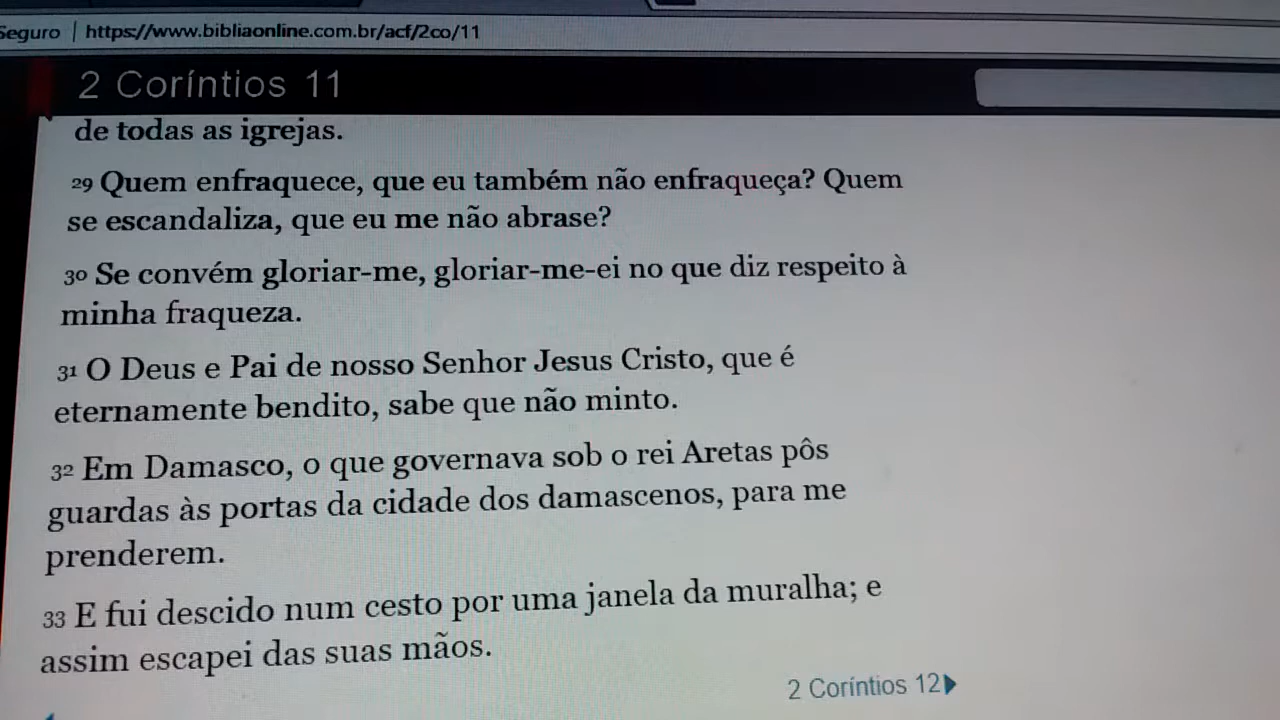 Seguro | https://www.bibliaonline.com.br/acf/2co/11
2 Coríntios 11
de todas as igrejas.
29 Quem enfraquece, que eu também não enfraqueça? Quem
se escandaliza, que eu me não abrase?
30 Se convém gloriar-me, gloriar-me-ei no que diz respeito à
minha fraqueza.
31 O Deus e Pai de nosso Senhor Jesus Cristo, que é
eternamente bendito, sabe que não minto.
32 Em Damasco, o que governava sob o rei Aretas pôs
guardas às portas da cidade dos damascenos, para me
prenderem.
33 E fui descido num cesto por uma janela da muralha; e
assim escapei das suas mãos.
2 Coríntios 12